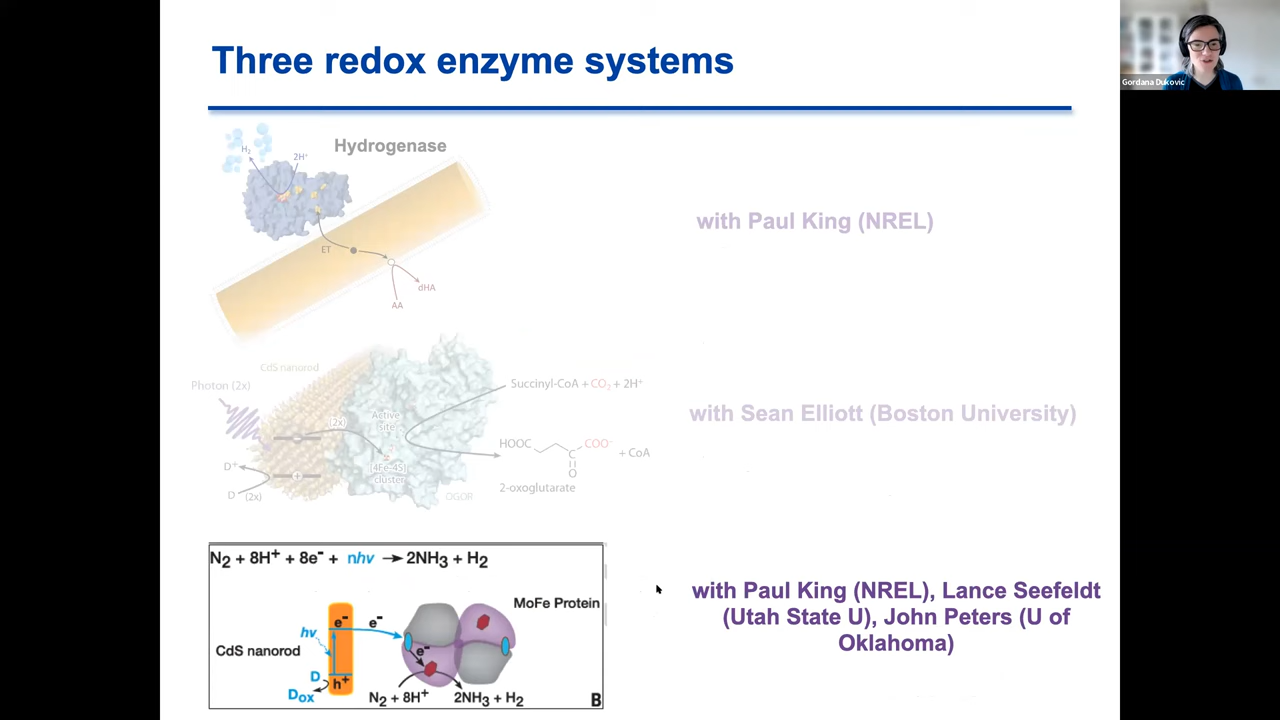 Three redox enzyme systems
Gordana Dukovic
Hydrogenase
H2
2H+
ET
dHA
AA
with Paul King (NREL)
CdS nanorod
Photon (2x)
(2x)
Active
site
[4Fe-4S]
cluster
OGOR
D+
D (2x)
Succinyl-CoA + CO2 + 2H+
HOOC
C
O
COO−
+ CoA
2-oxoglutarate
with Sean Elliott (Boston University)
N2 + 8H+ + 8e- + nhv → 2NH3 + H2
MoFe Protein
e- e-
hv
CdS nanorod
e-
D
h+
Dox
N2 + 8H+ 2NH3 + H2
B
with Paul King (NREL), Lance Seefeldt
(Utah State U), John Peters (U of
Oklahoma)